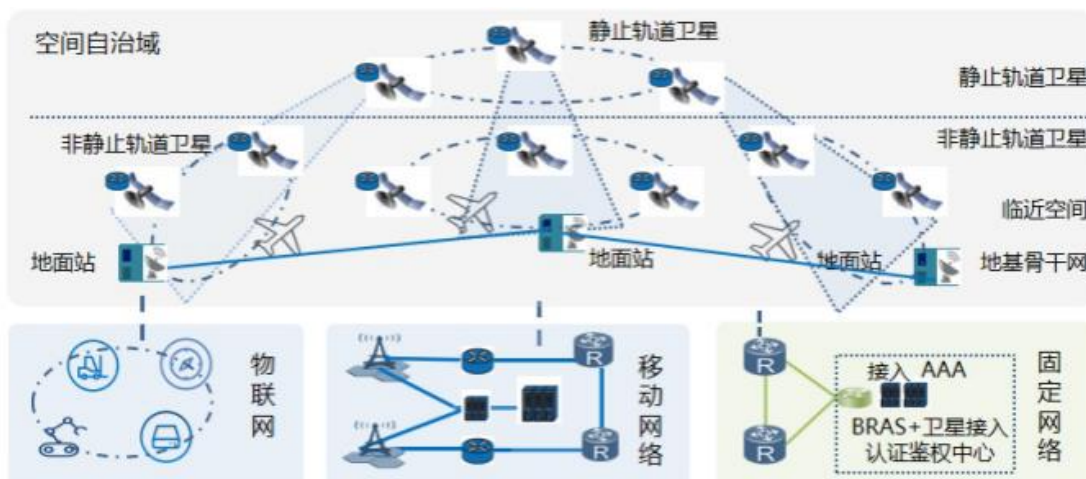 空间自治域
静止轨道卫星
静止轨道卫星
非静止轨道卫星
非静止轨道卫星
临近空间
地面站
地面站
地面站
地基骨干网
物联网
R
R
移动网络
R
R
接入 AAA
BRAS+卫星接入
认证鉴权中心
固定网络